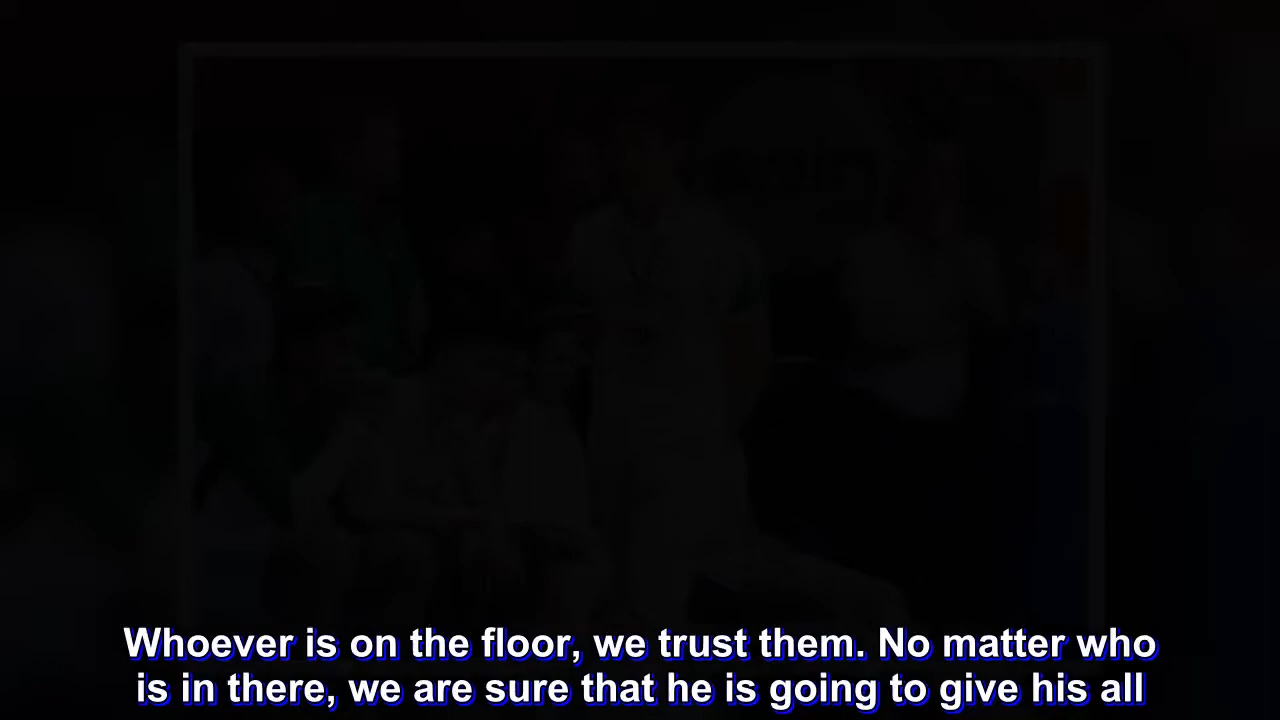 Whoever is on the floor, we trust them. No matter who
is in there, we are sure that he is going to give his all